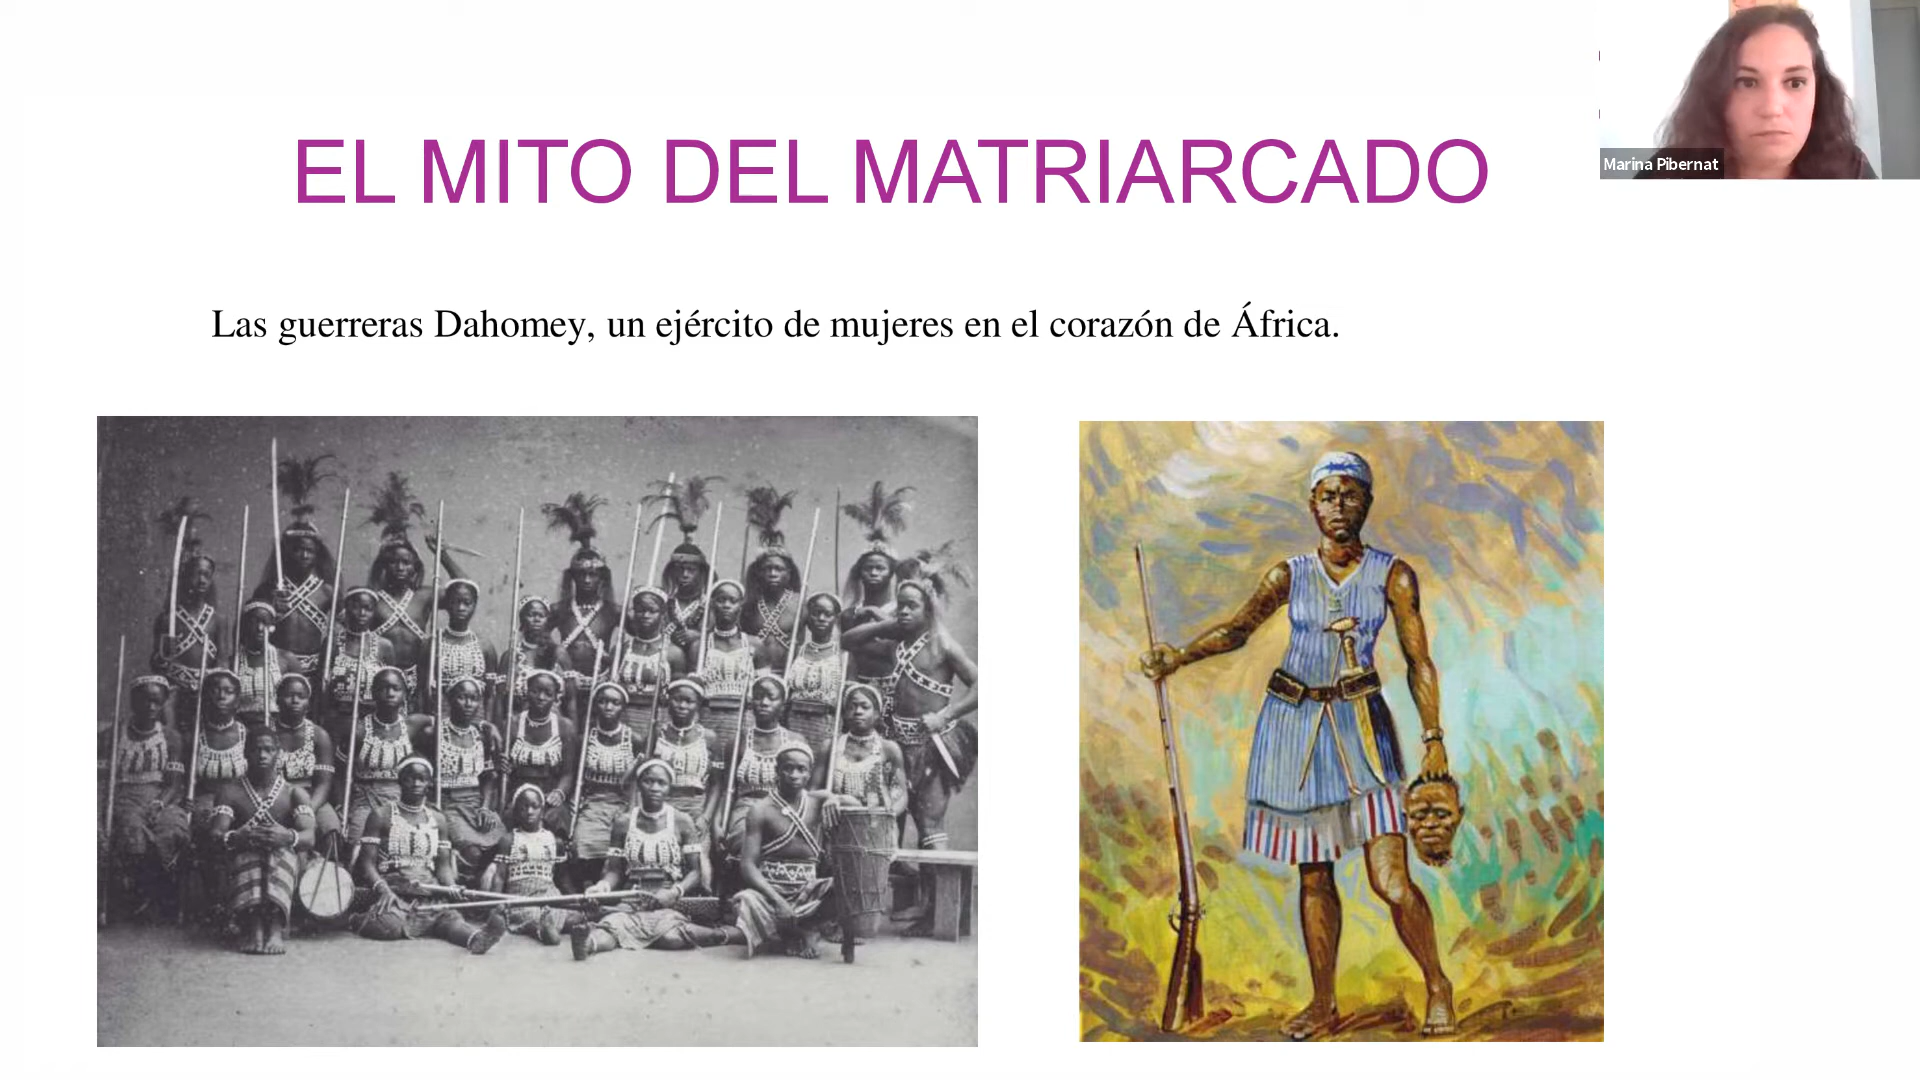 EL MITO DEL MATRIARCADO
Marina Pibernat
Las guerreras Dahomey, un ejército de mujeres en el corazón de África.